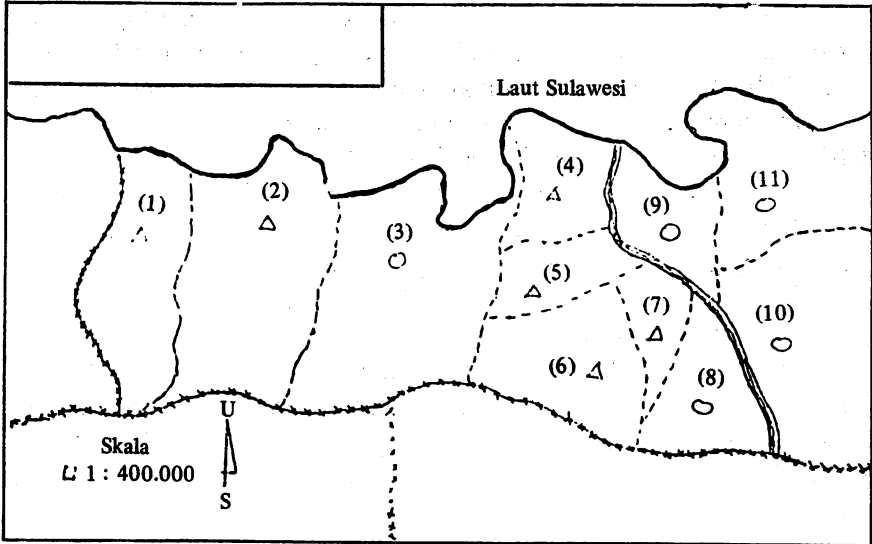 Laut Sulawesi
(1)
(2)
(3)
(4)
(5)
(6)
(7)
(8)
(9)
(10)
(11)
Skala
1 : 400.000
U
S